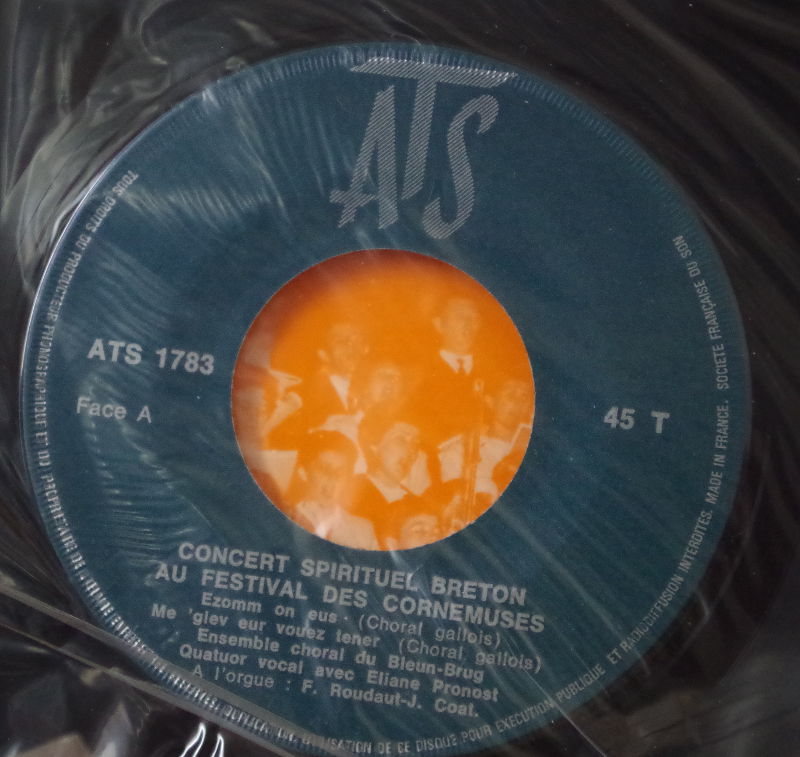 ATS
ATS 1783
Face A
45 T
CONCERT SPIRITUEL BRETON
AU FESTIVAL DES CORNEMUSES
Ezomm on eus - (Choral gallois)
Me 'glev eur vouez tener (Choral gallois)
Ensemble choral du Bleun-Brug
Quatuor vocal avec Eliane Pronost
A l'orgue : F. Roudaut-J. Coat.
TOUS DROITS DU PRODUCTEUR PHONOGRAPHIQUE ET DU PROPRIETAIRE DE
UTILISATION DE CE DISQUE POUR EXECUTION PUBLIQUE ET RADIODIFFUSION INTERDITES. MADE IN FRANCE. SOCIETE FRANÇAISE DU SON